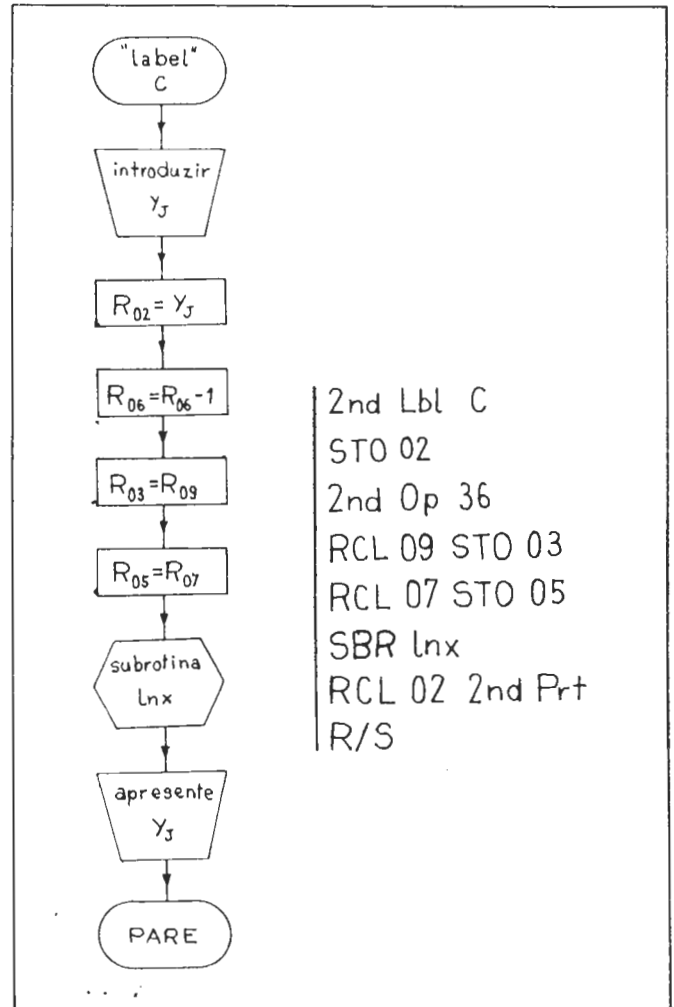 "label"
C
introduzir
Y_J
R_02 = Y_J
R_06 = R_06 - 1
R_03 = R_09
R_05 = R_07
subrotina
lnx
apresente
Y_J
PARE
2nd Lbl C
STO 02
2nd Op 36
RCL 09 STO 03
RCL 07 STO 05
SBR lnx
RCL 02 2nd Prt
R/S